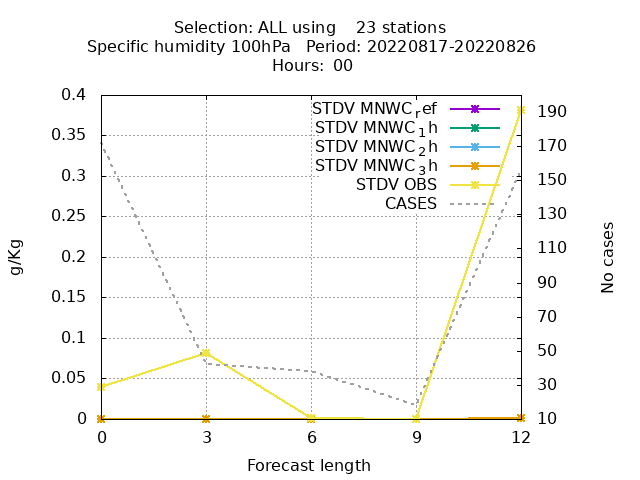 Selection: ALL using    23 stations
Specific humidity 100hPa   Period: 20220817-20220826
Hours:  00
0.4
0.35
0.3
0.25
0.2
0.15
0.1
0.05
0
g/Kg
STDV MNWC_ref
STDV MNWC_1h
STDV MNWC_2h
STDV MNWC_3h
STDV OBS
CASES
190
170
150
130
110
90
70
50
30
10
No cases
0 3 6 9 12
Forecast length